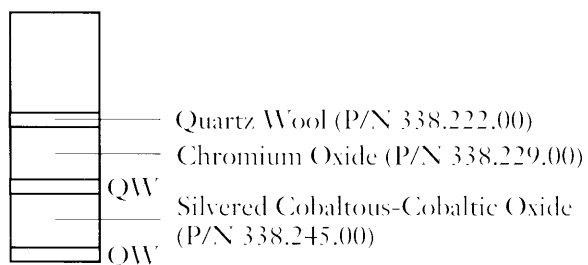 Quartz Wool (P/N 338.222.00)
Chromium Oxide (P/N 338.229.00)
QW
Silvered Cobaltous-Cobaltic Oxide
(P/N 338.245.00)
QW